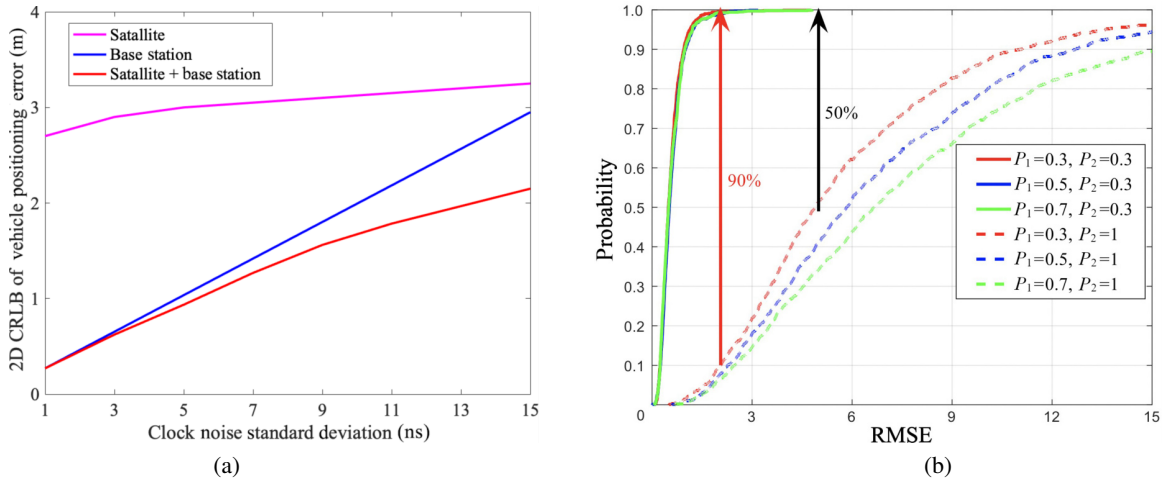 4
3
2
1
0
2D CRLB of vehicle positioning error (m)
Satallite
Base station
Satallite + base station
1 3 5 7 9 11 13 15
Clock noise standard deviation (ns)
(a)
1.0
0.9
0.8
0.7
0.6
0.5
0.4
0.3
0.2
0.1
0
Probability
90%
50%
P1=0.3, P2=0.3
P1=0.5, P2=0.3
P1=0.7, P2=0.3
P1=0.3, P2=1
P1=0.5, P2=1
P1=0.7, P2=1
3 6 9 12 15
RMSE
(b)